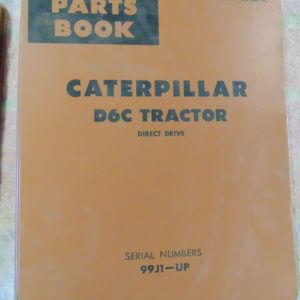 PARTS
BOOK
CATERPILLAR
D6C TRACTOR
DIRECT DRIVE
SERIAL NUMBERS
99J1—UP